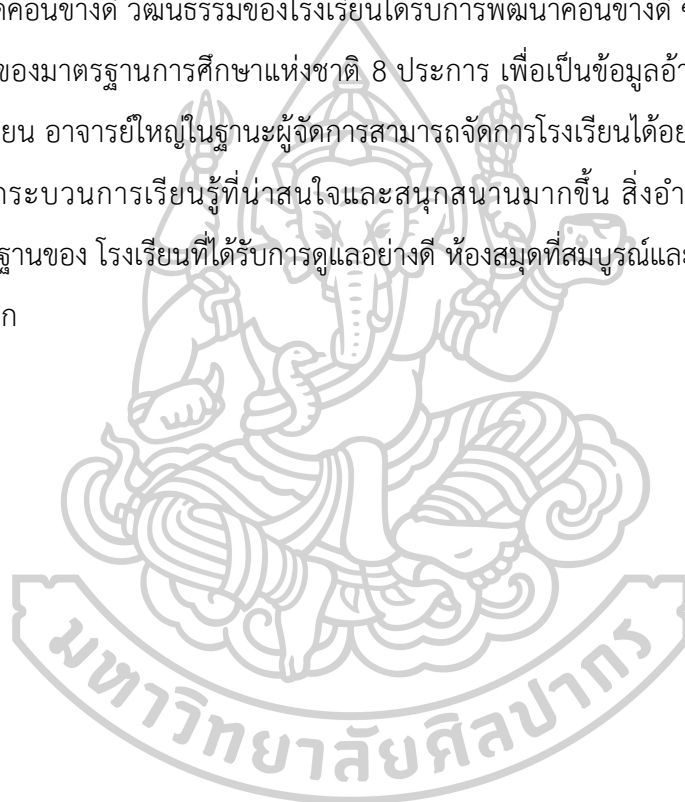 ค่อนข้างดี วัฒนธรรมของโรงเรียนได้รับการพัฒนาค่อนข้างดี
ของมาตรฐานการศึกษาแห่งชาติ 8 ประการ เพื่อเป็นข้อมูลอ้า
ยน อาจารย์ใหญ่ในฐานะผู้จัดการสามารถจัดการโรงเรียนได้อย
กระบวนการเรียนรู้ที่น่าสนใจและสนุกสนานมากขึ้น สิ่งอำ
ฐานของ โรงเรียนที่ได้รับการดูแลอย่างดี ห้องสมุดที่สมบูรณ์และ
ก
มหาวิทยาลัยศิลปากร